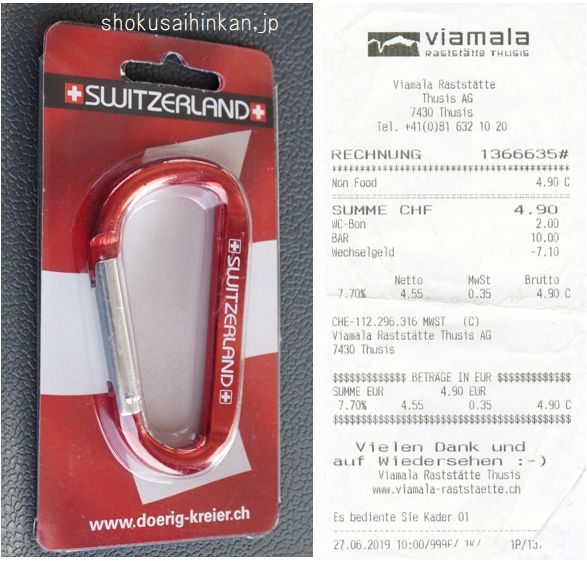 shokusaihinkan,jp
SWITZERLAND
SWITZERLAND
www.doerig-kreier.ch
viamala
RASTSTÄTTE THUSIS
Viamala Raststätte
Thusis AG
7430 Thusis
Tel. +41(0)81 632 10 20
RECHNUNG 1366635#
Non Food 4.90 C
SUMME CHF 4.90
WC-Bon 2.00
BAR 10.00
Wechselgeld -7.10
Netto MwSt Brutto
7.70% 4.55 0.35 4.90 C
CHE-112.296.316 MWST (C)
Viamala Raststätte Thusis AG
7430 Thusis
$$$$$$$$$$$$ BETRÄGE IN EUR $$$$$$$$$$$$
SUMME EUR 4.90 EUR
7.70% 4.55 0.35 4.90 C
Vielen Dank und
auf Wiedersehen :-)
Viamala Raststätte Thusis
www.viamala-raststaette.ch
Es bediente Sie Kader 01
27.06.2019 10:00/999F/ 1K/ 1P/